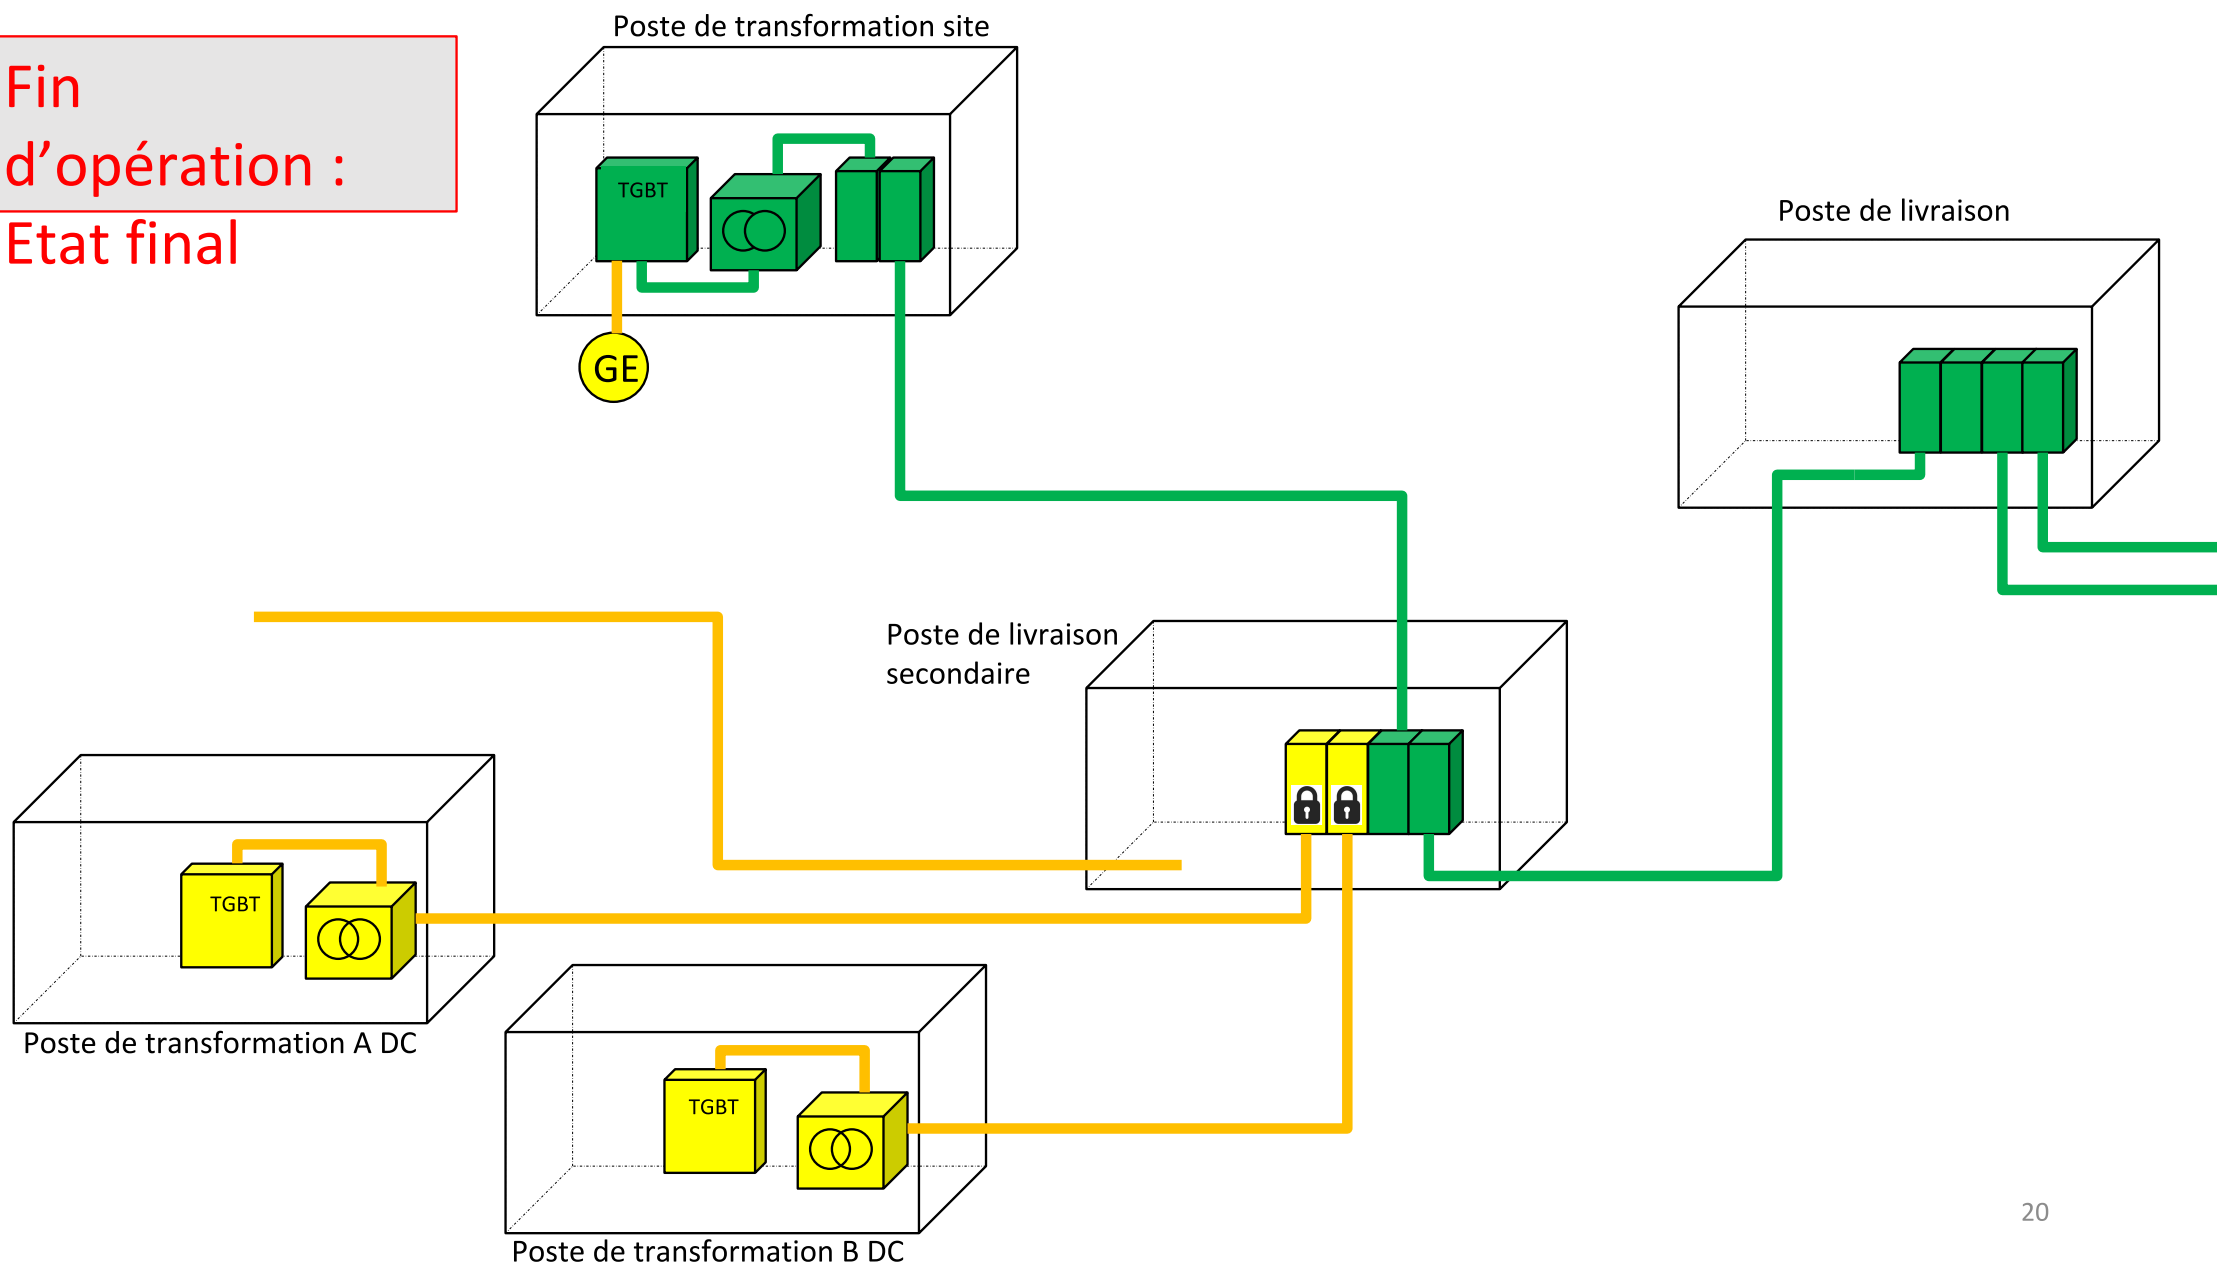 Poste de transformation site
Fin
d’opération :
Etat final
TGBT
GE
Poste de livraison
Poste de livraison
secondaire
TGBT
Poste de transformation A DC
TGBT
Poste de transformation B DC
20